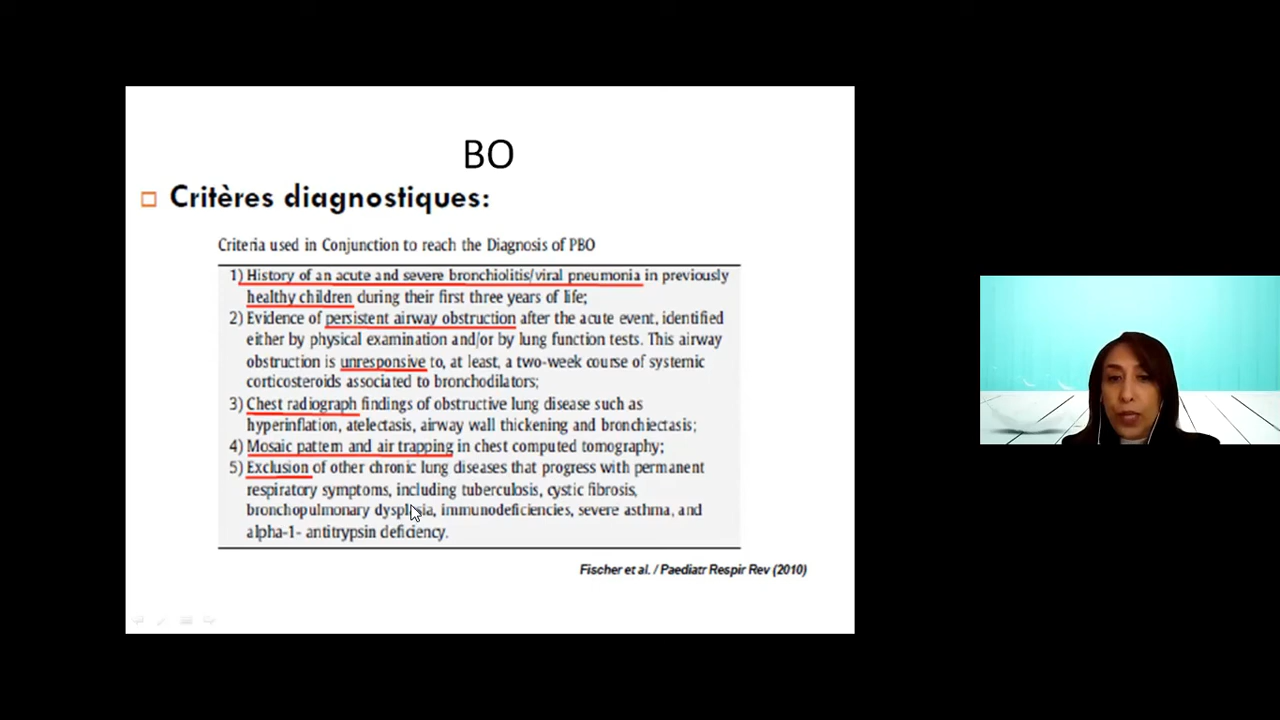 BO
Critères diagnostiques:
Criteria used in Conjunction to reach the Diagnosis of PBO
1) History of an acute and severe bronchiolitis/viral pneumonia in previously
healthy children during their first three years of life;
2) Evidence of persistent airway obstruction after the acute event, identified
either by physical examination and/or by lung function tests. This airway
obstruction is unresponsive to, at least, a two-week course of systemic
corticosteroids associated to bronchodilators;
3) Chest radiograph findings of obstructive lung disease such as
hyperinflation, atelectasis, airway wall thickening and bronchiectasis;
4) Mosaic pattern and air trapping in chest computed tomography;
5) Exclusion of other chronic lung diseases that progress with permanent
respiratory symptoms, including tuberculosis, cystic fibrosis,
bronchopulmonary dysplasia, immunodeficiencies, severe asthma, and
alpha-1- antitrypsin deficiency.
Fischer et al. / Paediatr Respir Rev (2010)